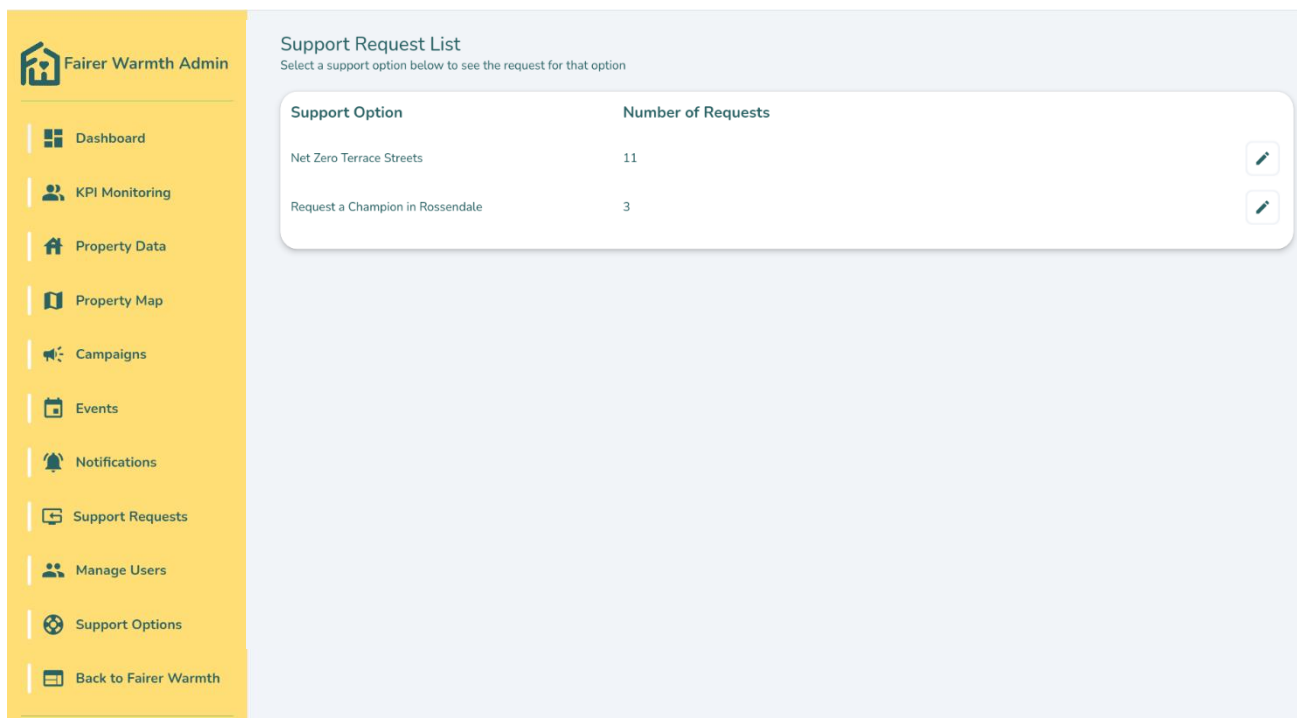 Fairer Warmth Admin
Dashboard
KPI Monitoring
Property Data
Property Map
Campaigns
Events
Notifications
Support Requests
Manage Users
Support Options
Back to Fairer Warmth
Support Request List
Select a support option below to see the request for that option
Support Option Number of Requests
Net Zero Terrace Streets 11
Request a Champion in Rossendale 3